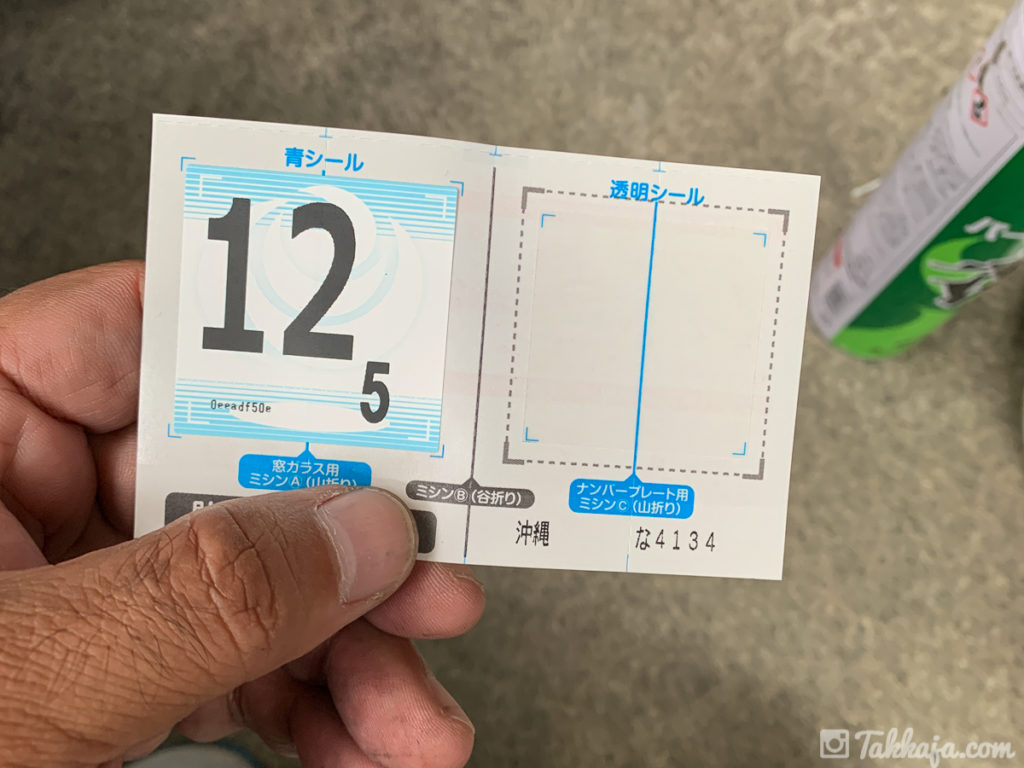 青シール
透明シール
12
5
0eeadf50e
窓ガラス用
ミシンⒶ(山折り)
ミシンⒷ(谷折り)
ナンバープレート用
ミシンⒸ(山折り)
沖縄 な4134
Takkaja.com